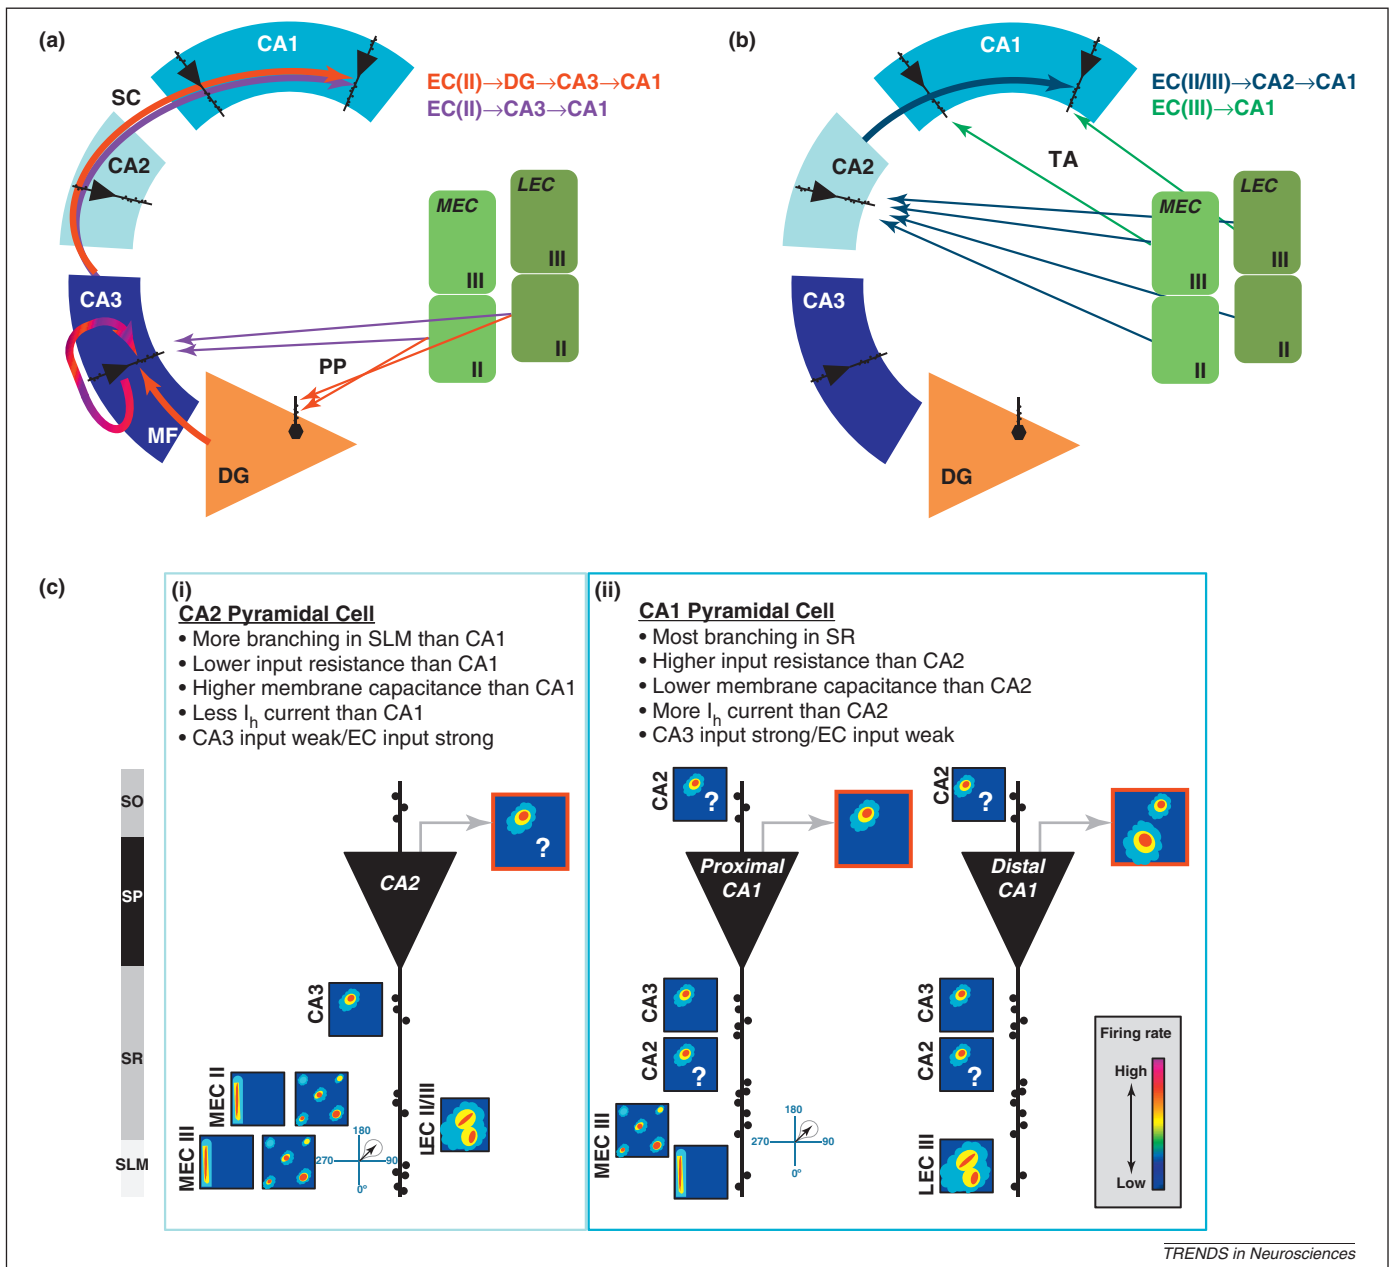 (a)
CA1
EC(II)→DG→CA3→CA1
EC(II)→CA3→CA1
SC
CA2
MEC
LEC
III
III
CA3
II
II
PP
MF
DG
(b)
CA1
EC(II/III)→CA2→CA1
EC(III)→CA1
TA
CA2
MEC
LEC
III
III
CA3
II
II
DG
(c)
(i)
CA2 Pyramidal Cell
• More branching in SLM than CA1
• Lower input resistance than CA1
• Higher membrane capacitance than CA1
• Less Ih current than CA1
• CA3 input weak/EC input strong
SO
SP
SR
SLM
?
CA2
CA3
MEC II
MEC III
180
270
90
0º
LEC II/III
(ii)
CA1 Pyramidal Cell
• Most branching in SR
• Higher input resistance than CA2
• Lower membrane capacitance than CA2
• More Ih current than CA2
• CA3 input strong/EC input weak
CA2
?
Proximal
CA1
CA3
CA2
?
MEC III
180
270
90
0º
CA2
?
Distal
CA1
CA3
CA2
?
LEC III
Firing rate
High
Low
TRENDS in Neurosciences